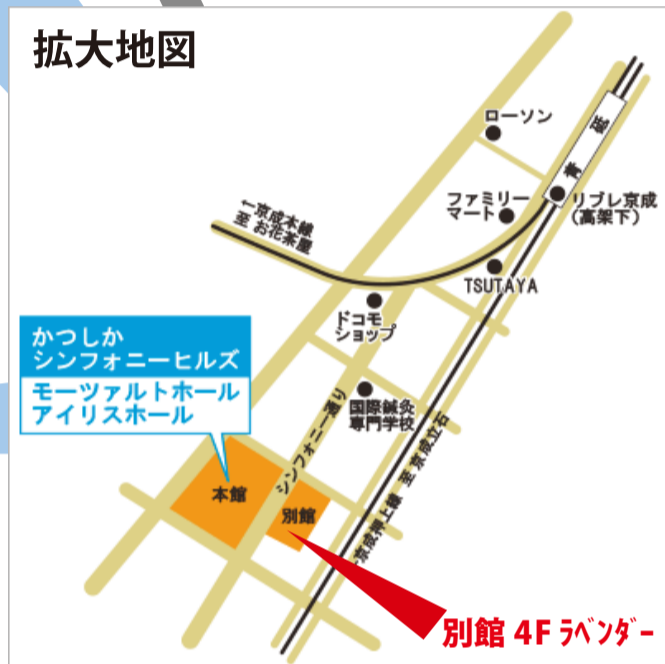 拡大地図
ローソン
青砥
ファミリー
マート
リブレ京成
(高架下)
←京成本線
至 お花茶屋
TSUTAYA
ドコモ
ショップ
かつしか
シンフォニーヒルズ
モーツァルトホール
アイリスホール
国際鍼灸
専門学校
シンフォニー通り
←京成押上線 至 京成立石
本館
別館
別館 4F ラベンダー